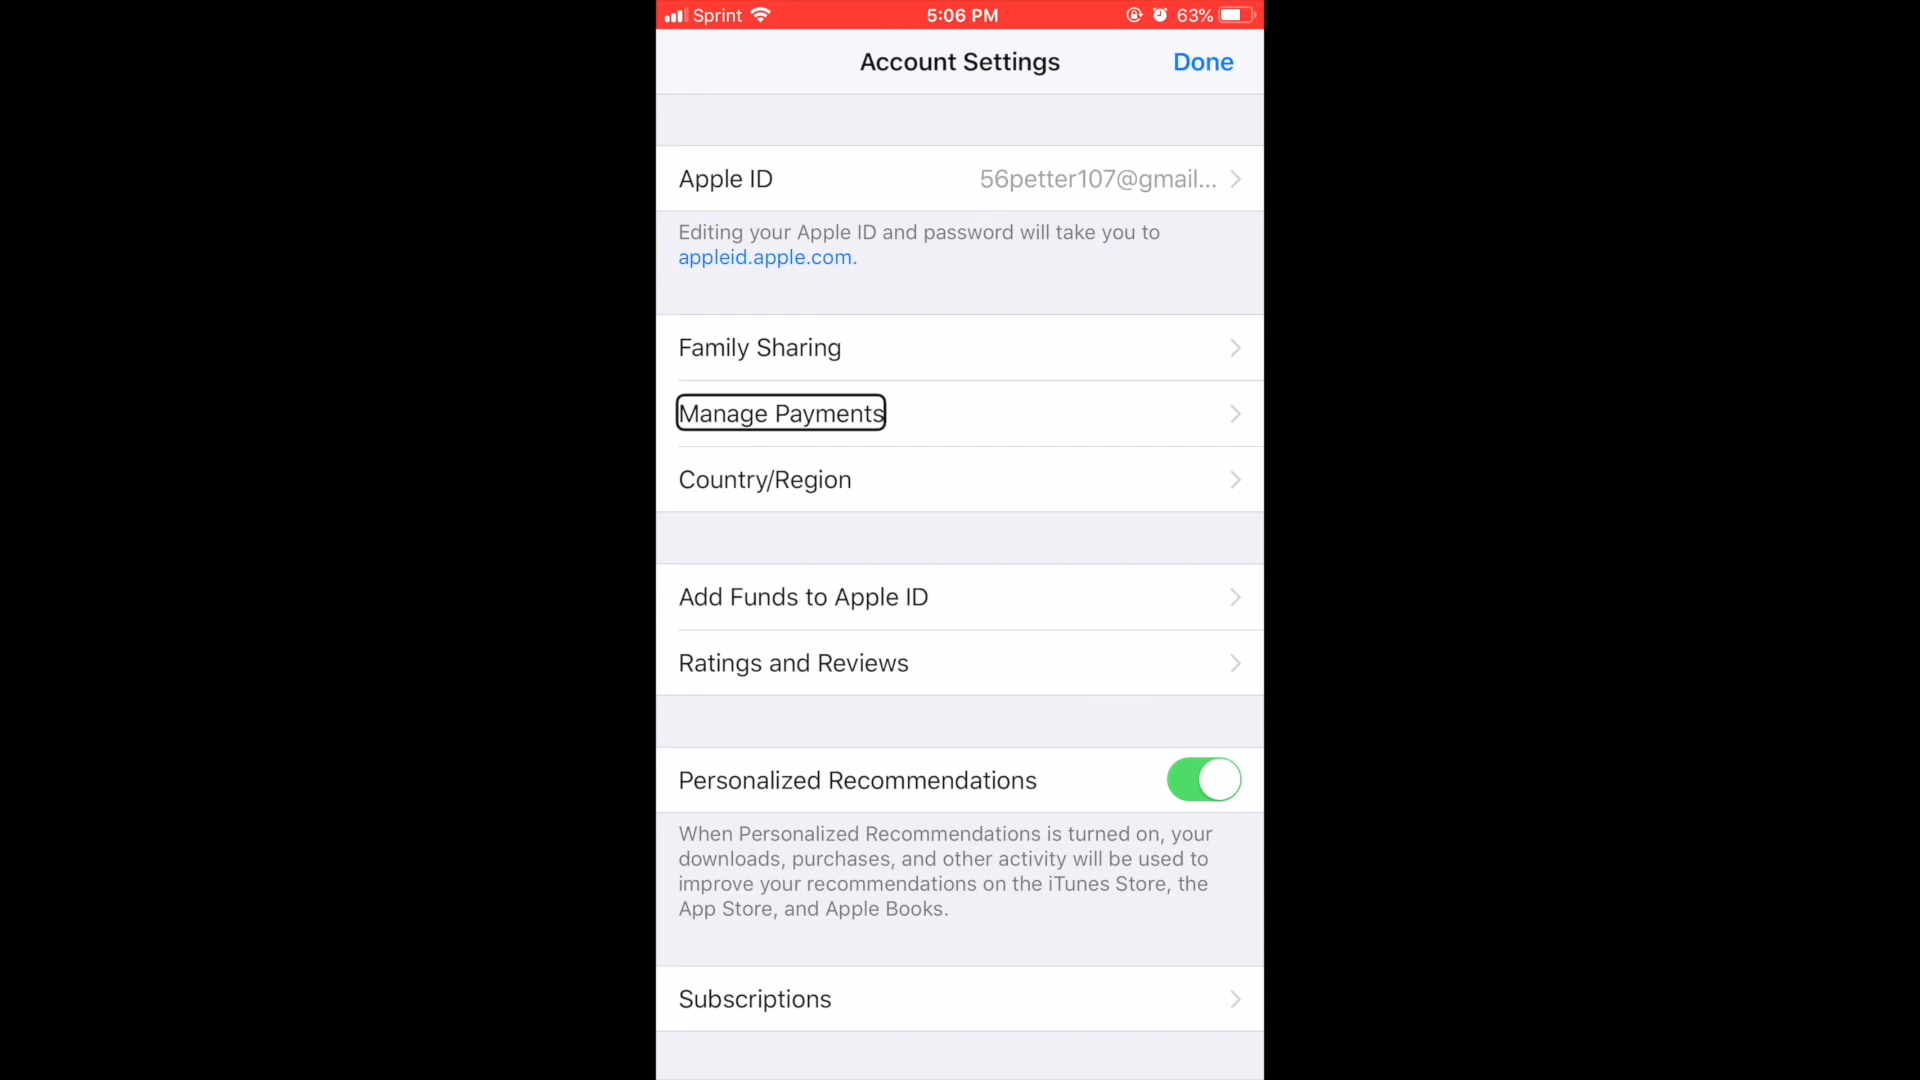 Sprint 5:06 PM 63%
Account Settings Done
Apple ID 56petter107@gmail...
Editing your Apple ID and password will take you to
appleid.apple.com.
Family Sharing
Manage Payments
Country/Region
Add Funds to Apple ID
Ratings and Reviews
Personalized Recommendations
When Personalized Recommendations is turned on, your
downloads, purchases, and other activity will be used to
improve your recommendations on the iTunes Store, the
App Store, and Apple Books.
Subscriptions